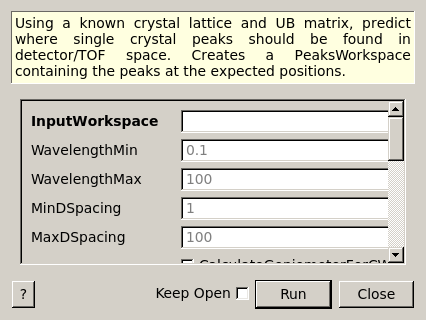 Using a known crystal lattice and UB matrix, predict
where single crystal peaks should be found in
detector/TOF space. Creates a PeaksWorkspace
containing the peaks at the expected positions.
InputWorkspace
WavelengthMin 0.1
WavelengthMax 100
MinDSpacing 1
MaxDSpacing 100
CalculateGoniometerForCW
? Keep Open Run Close